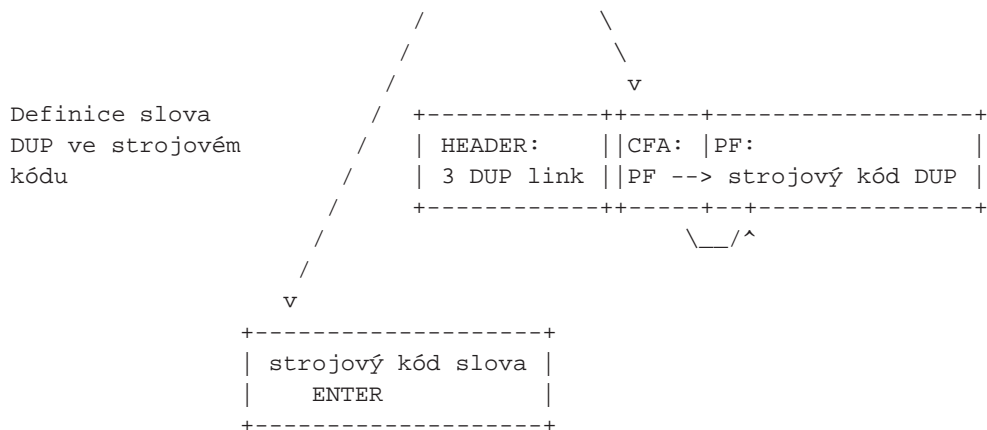 Definice slova
DUP ve strojovém
kódu
HEADER: CFA: PF:
3 DUP link PF --> strojový kód DUP
v
v
strojový kód slova
ENTER